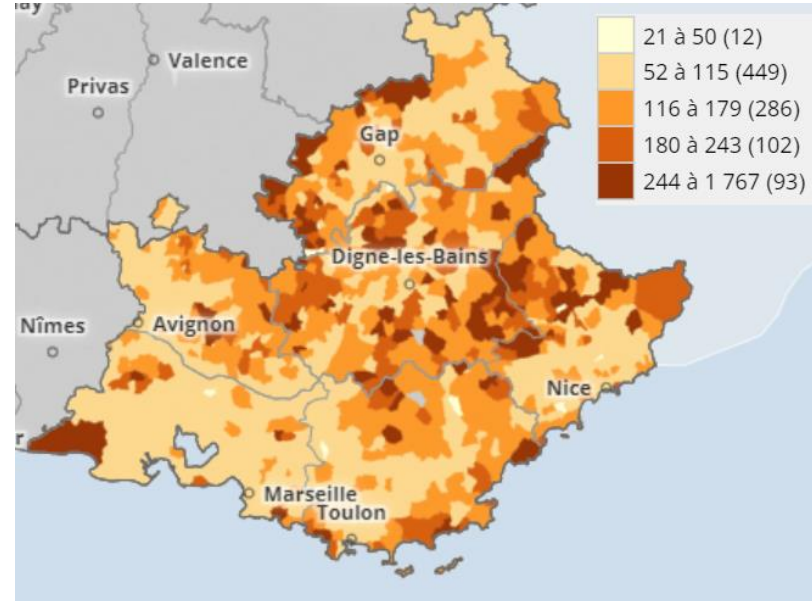 21 à 50 (12)
52 à 115 (449)
116 à 179 (286)
180 à 243 (102)
244 à 1 767 (93)
Valence
Privas
Gap
Digne-les-Bains
Nîmes
Avignon
Nice
Marseille
Toulon